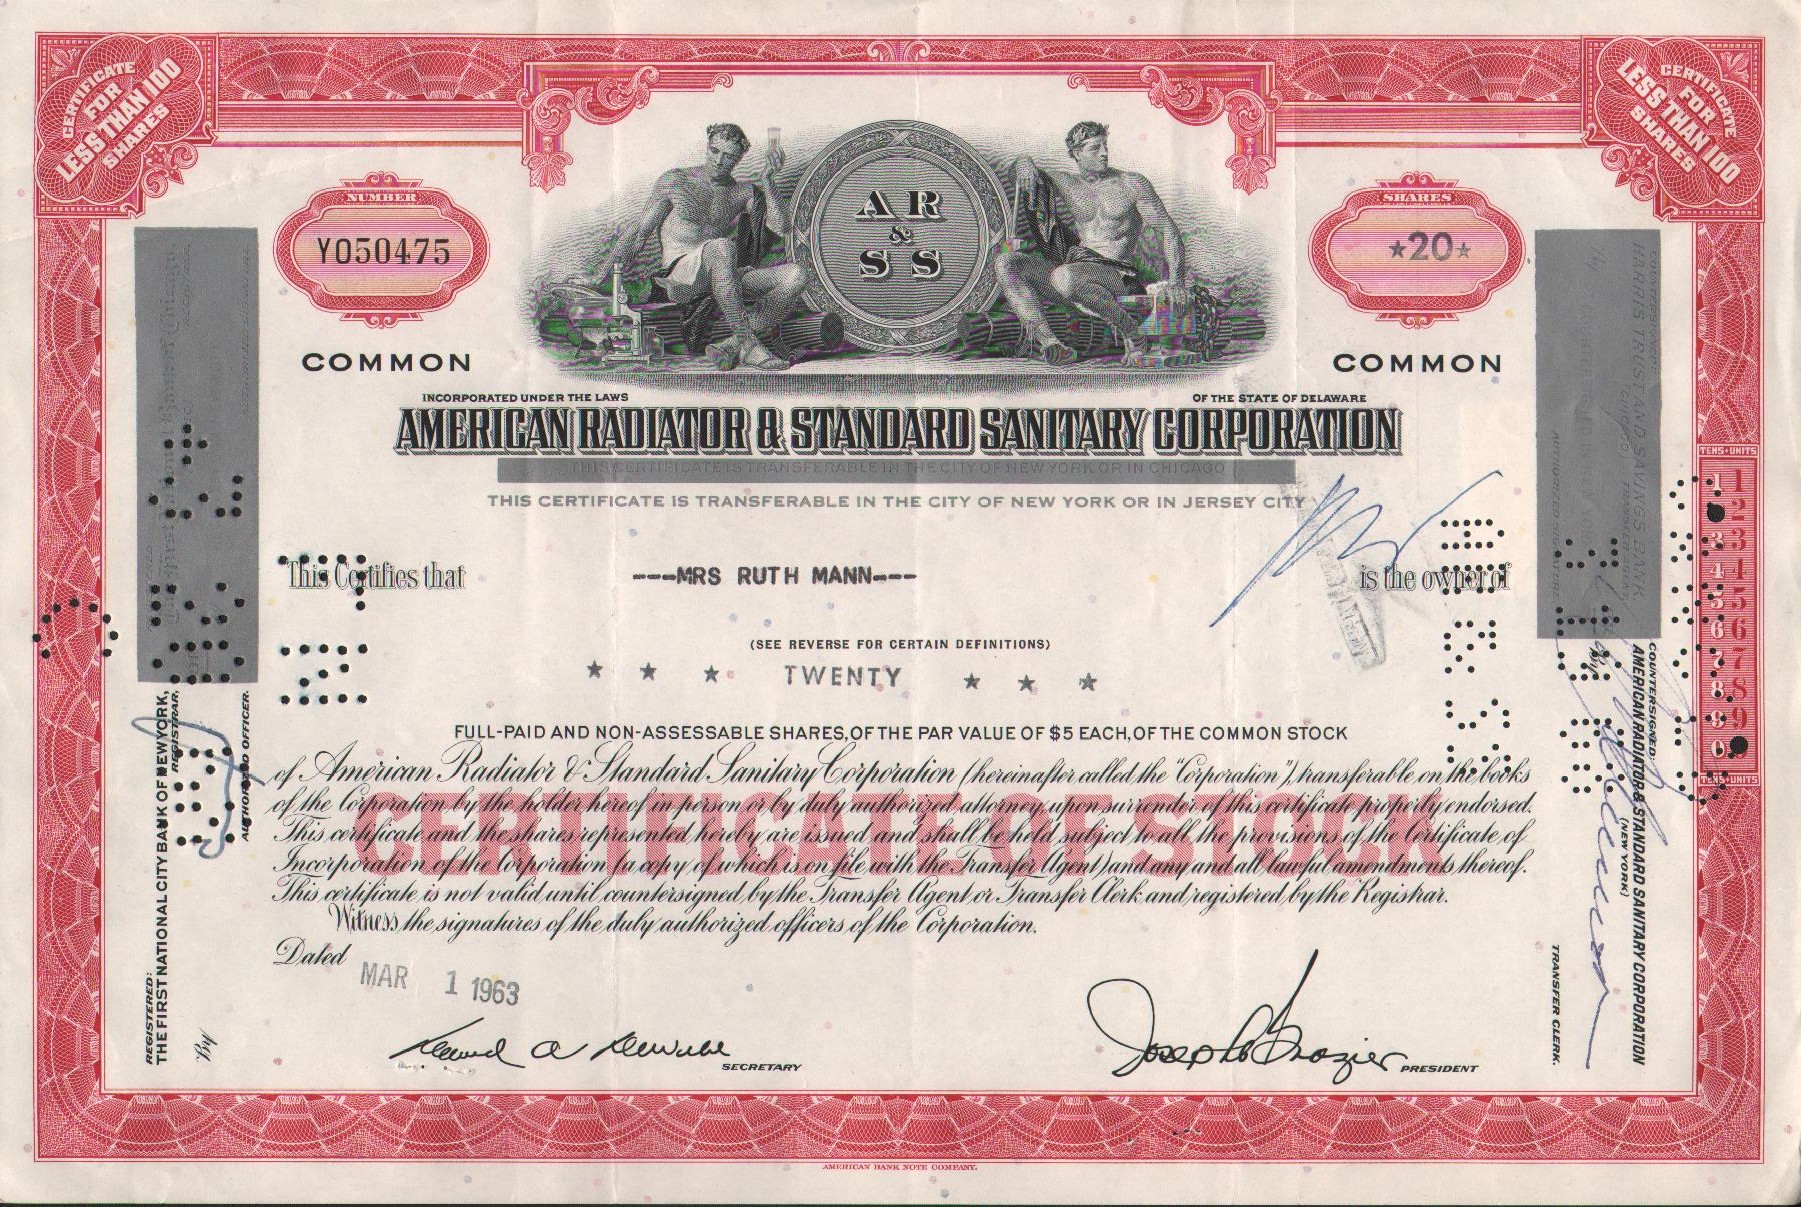 CERTIFICATE
FOR
LESS THAN 100
SHARES
CERTIFICATE
FOR
LESS THAN 100
SHARES
NUMBER
YO50475
A R
&
S S
SHARES
★20★
COMMON
COMMON
INCORPORATED UNDER THE LAWS OF THE STATE OF DELAWARE
AMERICAN RADIATOR & STANDARD SANITARY CORPORATION
THIS CERTIFICATE IS TRANSFERABLE IN THE CITY OF NEW YORK OR IN CHICAGO
THIS CERTIFICATE IS TRANSFERABLE IN THE CITY OF NEW YORK OR IN JERSEY CITY
This Certifies that ---MRS RUTH MANN--- is the owner of
(SEE REVERSE FOR CERTAIN DEFINITIONS)
★ ★ ★ TWENTY ★ ★ ★
FULL-PAID AND NON-ASSESSABLE SHARES, OF THE PAR VALUE OF $5 EACH, OF THE COMMON STOCK
CERTIFICATE OF STOCK
of American Radiator & Standard Sanitary Corporation (hereinafter called the "Corporation"), transferable on the books
of the Corporation by the holder hereof in person or by duly authorized attorney, upon surrender of this certificate properly endorsed.
This certificate and the shares represented hereby are issued and shall be held subject to all the provisions of the Certificate of
Incorporation of the Corporation (a copy of which is on file with the Transfer Agent) and any and all lawful amendments thereof.
This certificate is not valid until countersigned by the Transfer Agent or Transfer Clerk and registered by the Registrar.
Witness the signatures of the duly authorized officers of the Corporation.
Dated
MAR 1 1963
SECRETARY
Joseph A Grazier
PRESIDENT
REGISTERED:
THE FIRST NATIONAL CITY BANK OF NEW YORK,
REGISTRAR,
By
AUTHORIZED OFFICER.
HARRIS TRUST AND SAVINGS BANK
COUNTERSIGNED:
AMERICAN RADIATOR & STANDARD SANITARY CORPORATION
(NEW YORK)
By
TRANSFER CLERK.
TENS•UNITS
1 1
2
3 3
4 4
5 5
6 6
7 7
8 8
9 9
0
TENS•UNITS
AMERICAN BANK NOTE COMPANY.